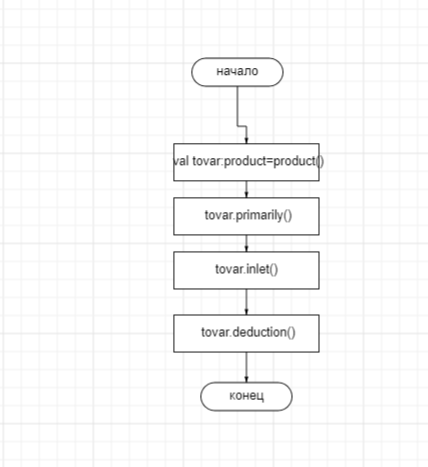 начало
val tovar:product=product()
tovar.primarily()
tovar.inlet()
tovar.deduction()
конец